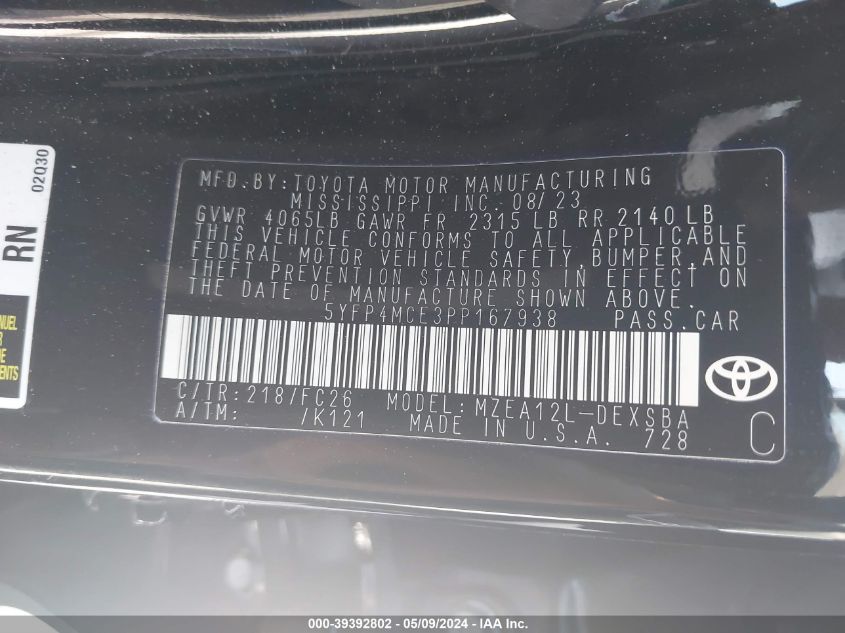 02Q30
RN
MFD.BY:TOYOTA MOTOR MANUFACTURING
MISSISSIPPI INC 08/23
GVWR 4065LB GAWR FR 2315 LB RR 2140 LB
THIS VEHICLE CONFORMS TO ALL APPLICABLE
FEDERAL MOTOR VEHICLE SAFETY, BUMPER, AND
THEFT PREVENTION STANDARDS IN EFFECT ON
THE DATE OF MANUFACTURE SHOWN ABOVE.
5YFP4MCE3PP167938 PASS.CAR
C/TR:218/FC26 MODEL: MZEA12L-DEXSBA
A/TM: /K121 MADE IN U.S.A. 728
C
000-39392802 - 05/09/2024 - IAA Inc.